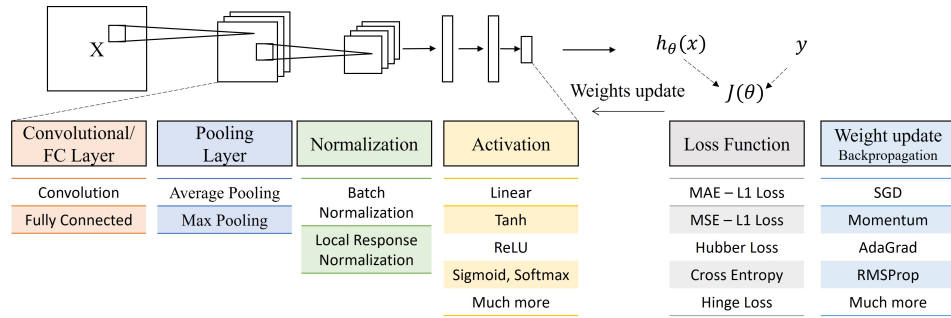 X
h_θ(x)
y
J(θ)
Weights update
Convolutional/
FC Layer
Convolution
Fully Connected
Pooling
Layer
Average Pooling
Max Pooling
Normalization
Batch
Normalization
Local Response
Normalization
Activation
Linear
Tanh
ReLU
Sigmoid, Softmax
Much more
Loss Function
MAE – L1 Loss
MSE – L1 Loss
Hubber Loss
Cross Entropy
Hinge Loss
Weight update
Backpropagation
SGD
Momentum
AdaGrad
RMSProp
Much more